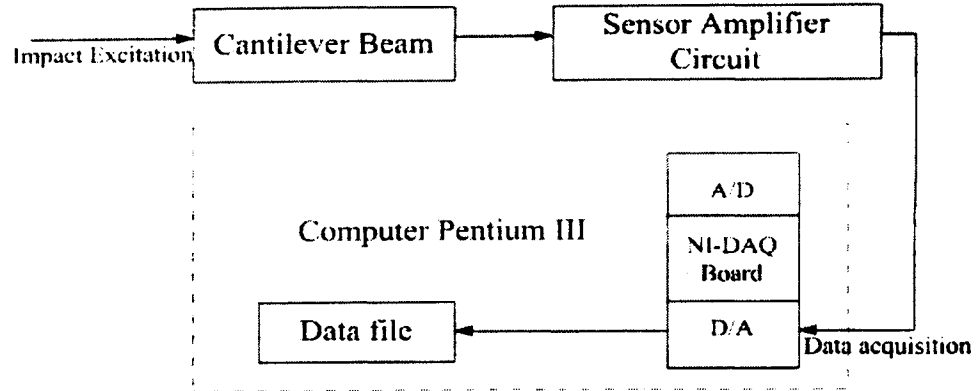 Impact Excitation
Cantilever Beam
Sensor Amplifier
Circuit
Computer Pentium III
A/D
NI-DAQ
Board
D/A
Data file
Data acquisition